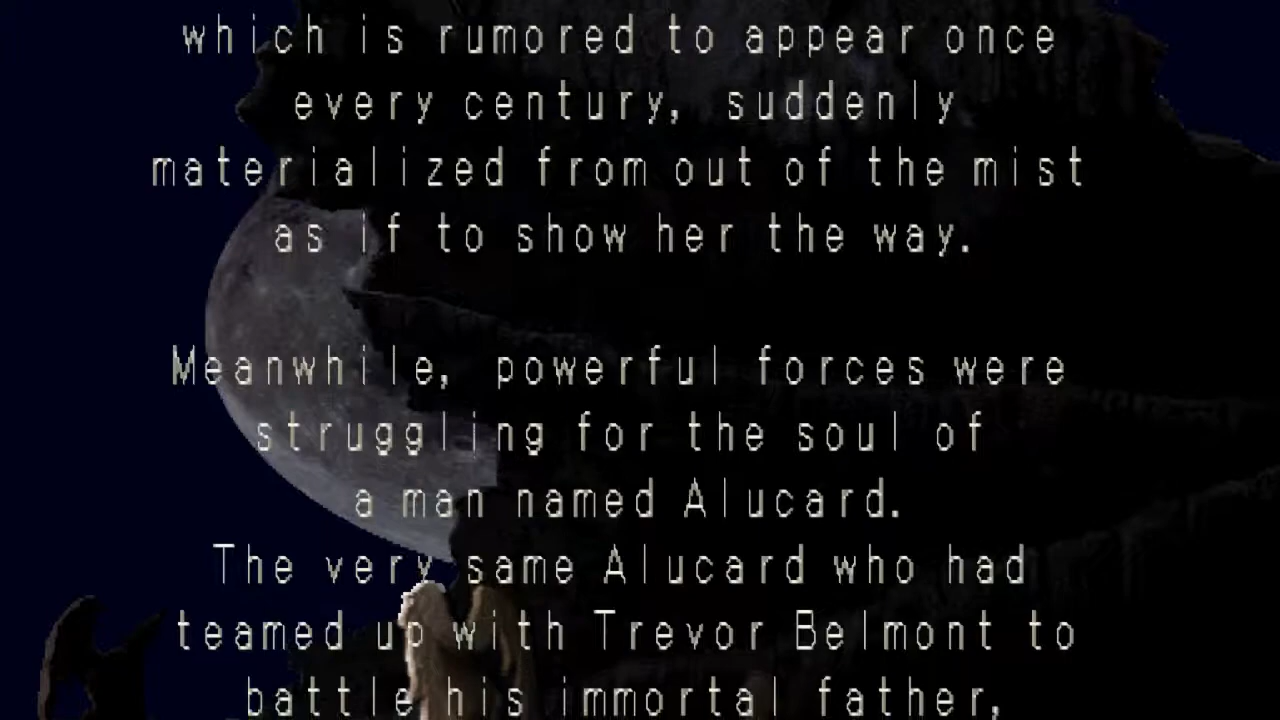 which is rumored to appear once
every century, suddenly
materialized from out of the mist
as if to show her the way.
Meanwhile, powerful forces were
struggling for the soul of
a man named Alucard.
The very same Alucard who had
teamed up with Trevor Belmont to
battle his immortal father,